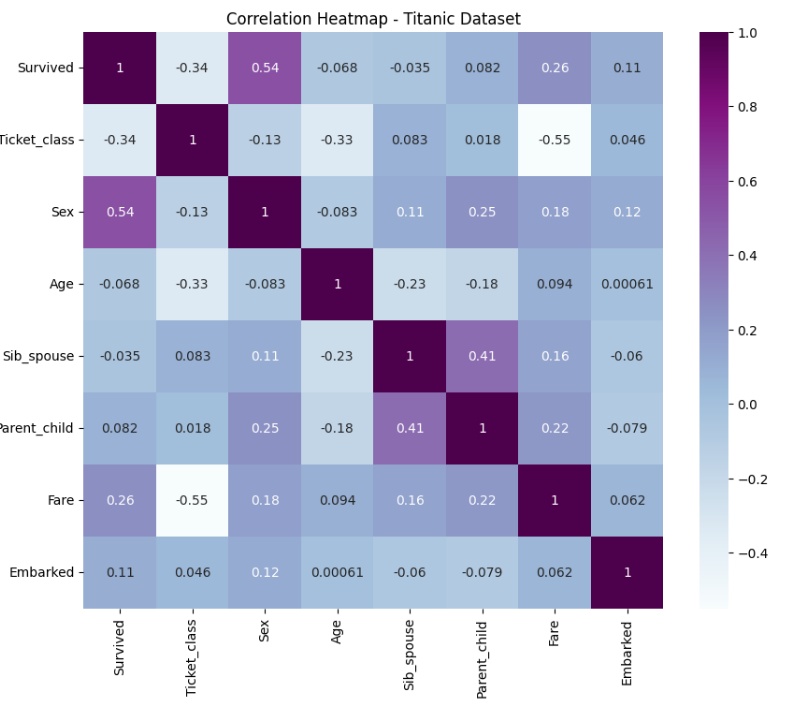 Correlation Heatmap - Titanic Dataset
Survived 1 -0.34 0.54 -0.068 -0.035 0.082 0.26 0.11
Ticket_class -0.34 1 -0.13 -0.33 0.083 0.018 -0.55 0.046
Sex 0.54 -0.13 1 -0.083 0.11 0.25 0.18 0.12
Age -0.068 -0.33 -0.083 1 -0.23 -0.18 0.094 0.00061
Sib_spouse -0.035 0.083 0.11 -0.23 1 0.41 0.16 -0.06
Parent_child 0.082 0.018 0.25 -0.18 0.41 1 0.22 -0.079
Fare 0.26 -0.55 0.18 0.094 0.16 0.22 1 0.062
Embarked 0.11 0.046 0.12 0.00061 -0.06 -0.079 0.062 1
Survived Ticket_class Sex Age Sib_spouse Parent_child Fare Embarked
1.0
0.8
0.6
0.4
0.2
0.0
−0.2
−0.4